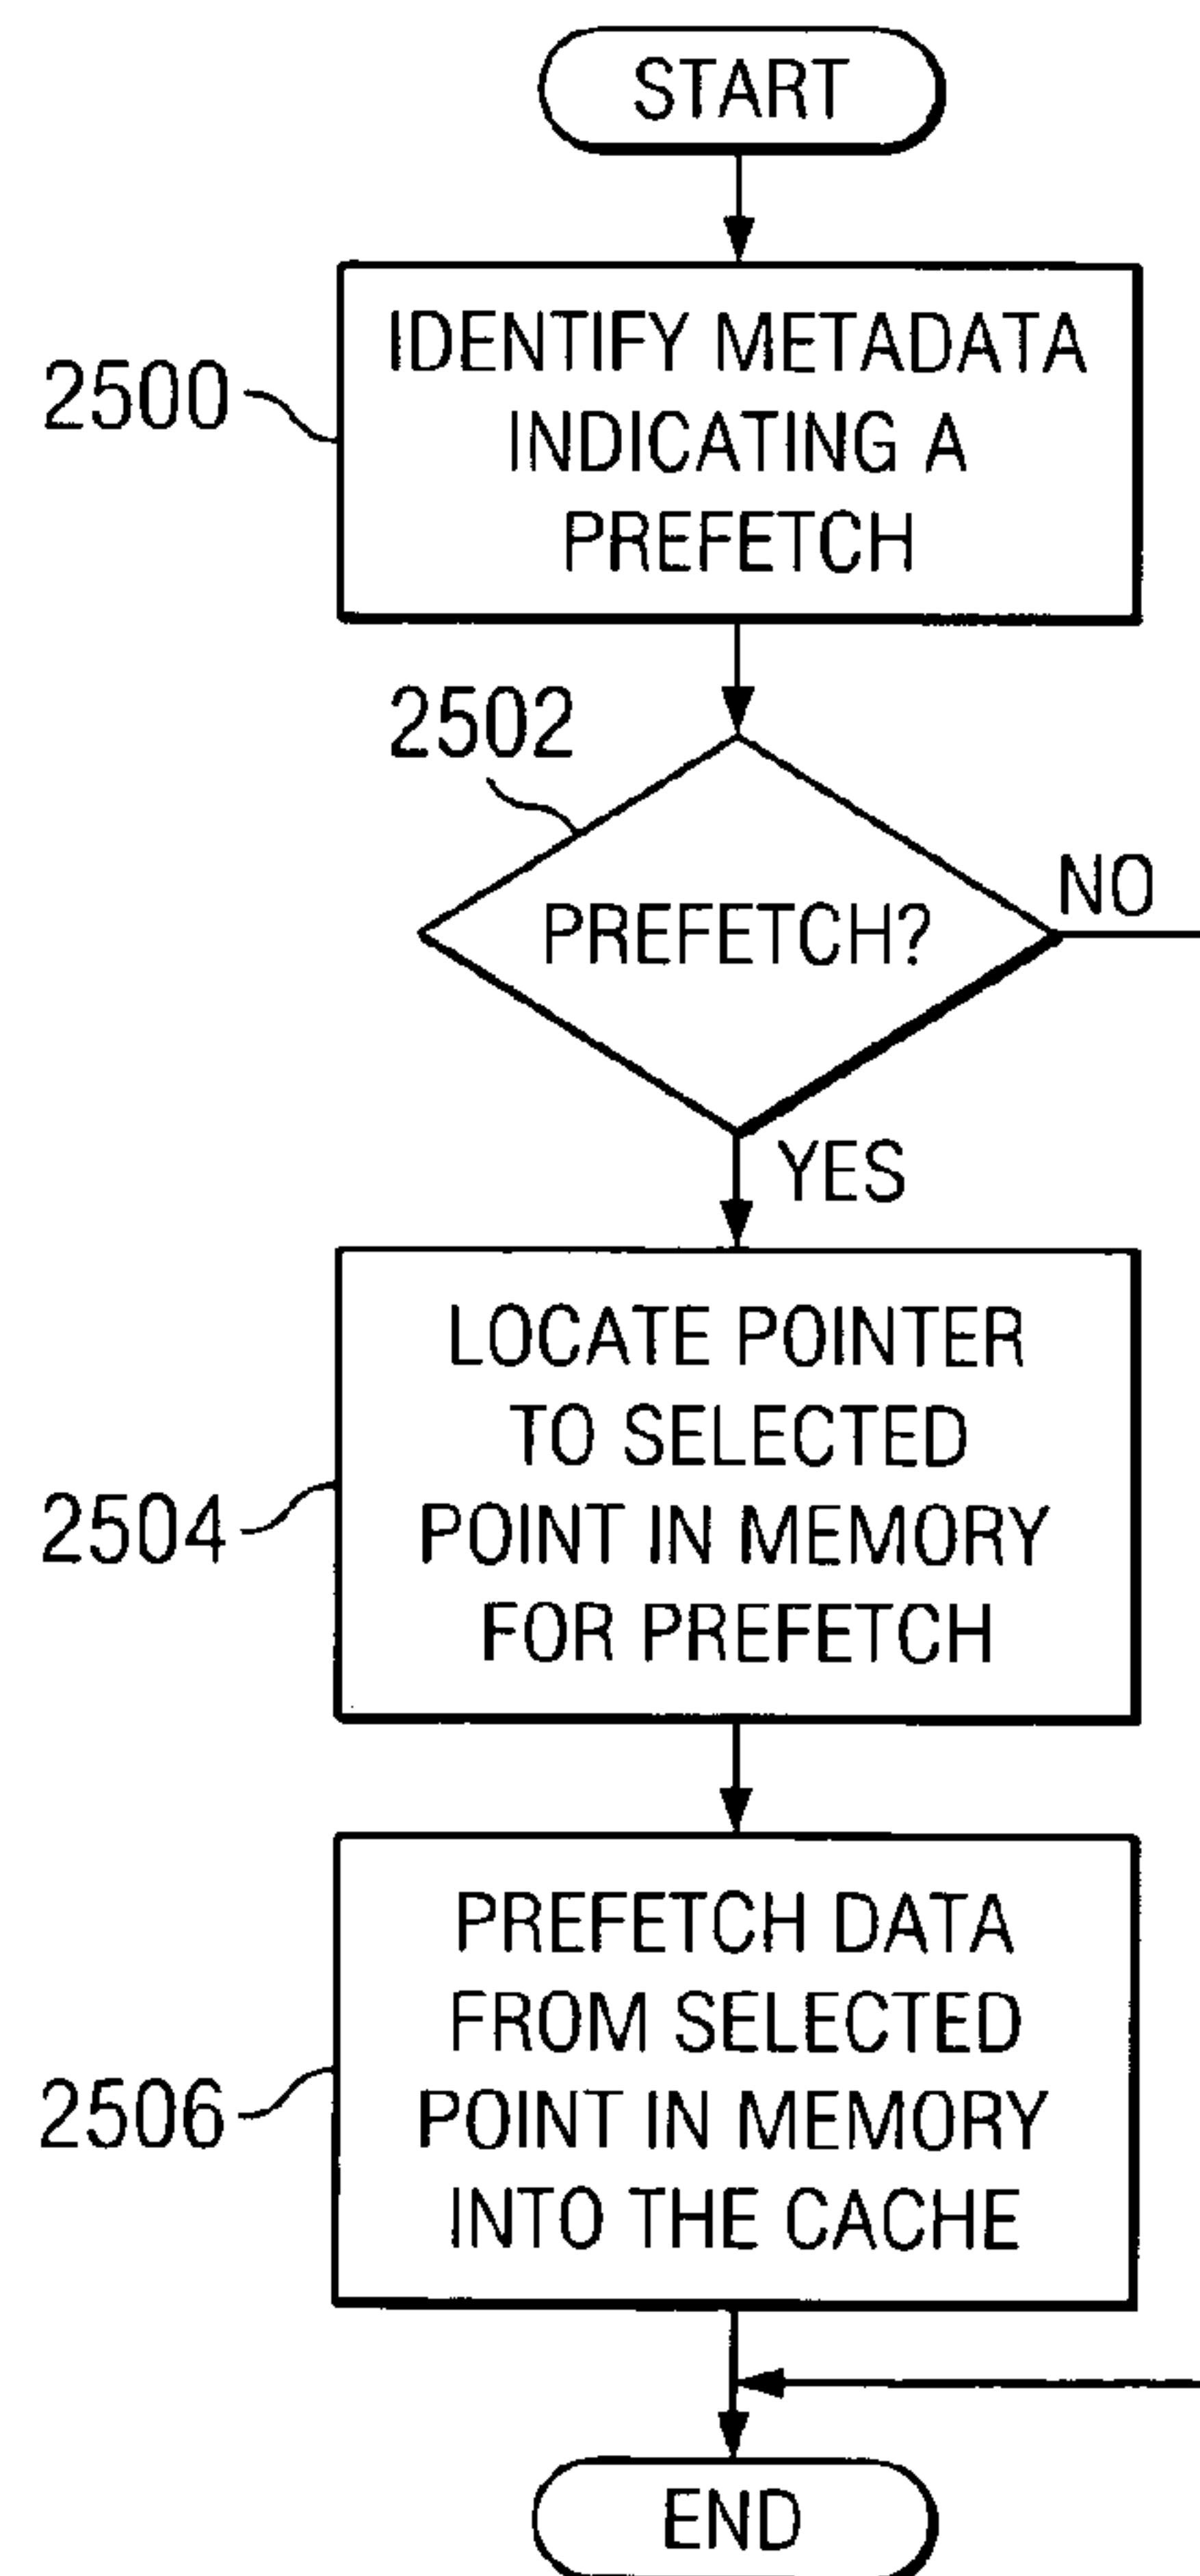 START
2500
IDENTIFY METADATA
INDICATING A
PREFETCH
2502
PREFETCH?
NO
YES
2504
LOCATE POINTER
TO SELECTED
POINT IN MEMORY
FOR PREFETCH
2506
PREFETCH DATA
FROM SELECTED
POINT IN MEMORY
INTO THE CACHE
END